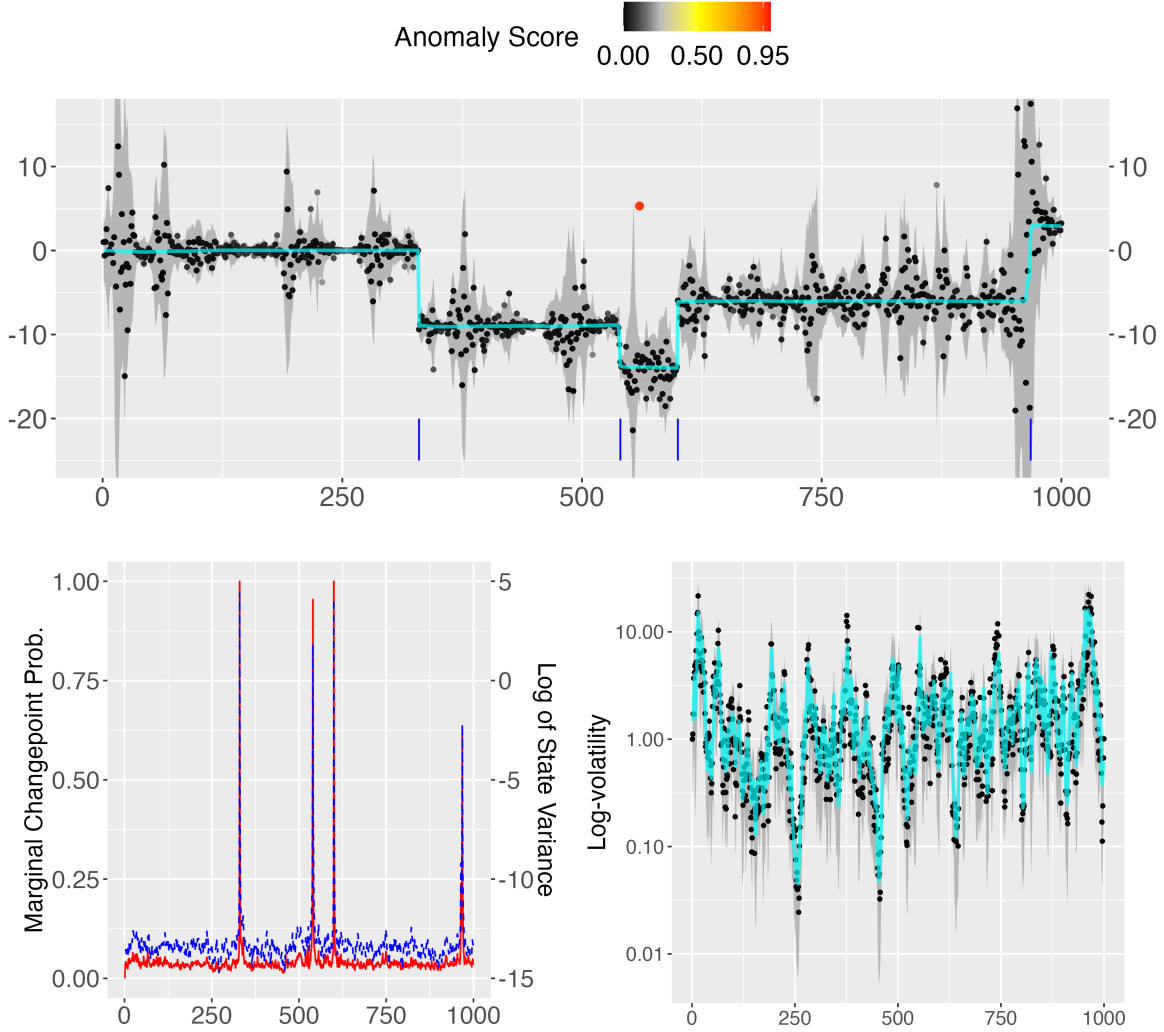 Anomaly Score
0.00 0.50 0.95
10 10
0 0
-10 -10
-20 -20
0 250 500 750 1000
Marginal Changepoint Prob.
1.00
0.75
0.50
0.25
0.00
5
0
-5
-10
-15
Log of State Variance
0 250 500 750 1000
Log-volatility
10.00
1.00
0.10
0.01
0 250 500 750 1000